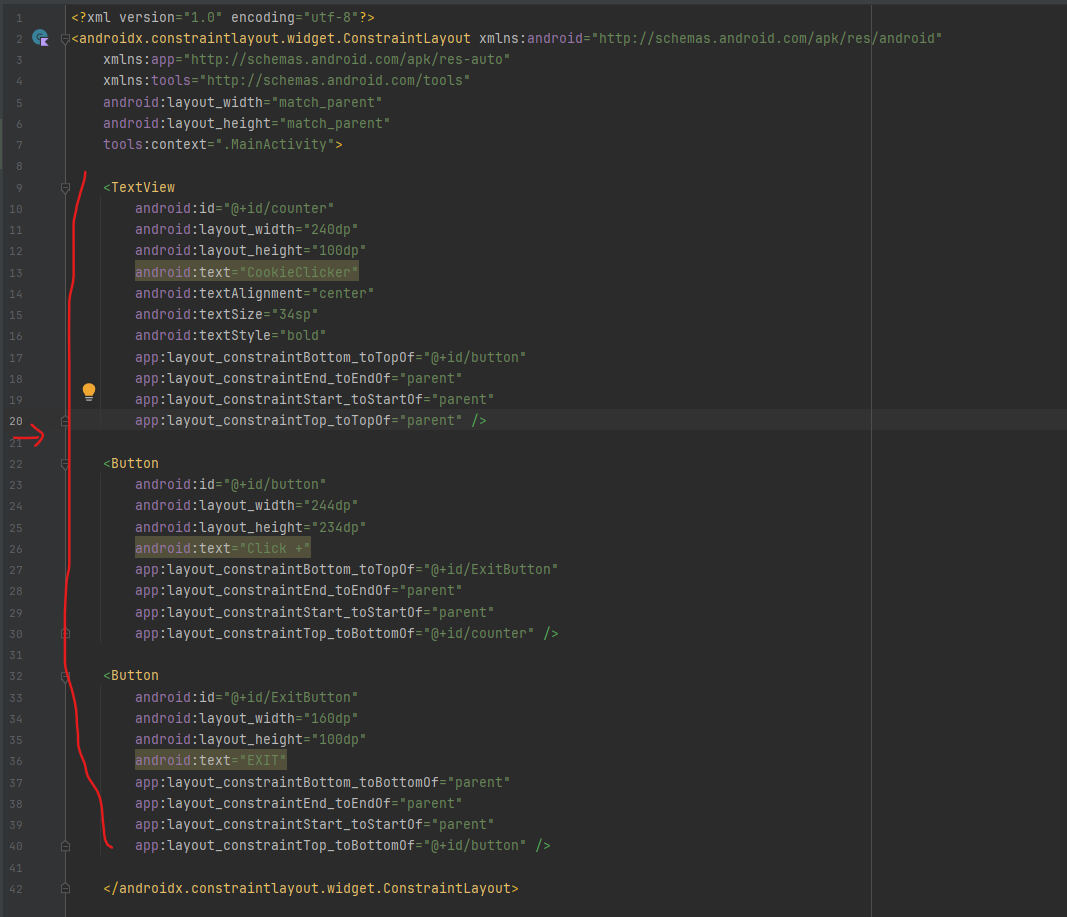 1 <?xml version="1.0" encoding="utf-8"?>
2 <androidx.constraintlayout.widget.ConstraintLayout xmlns:android="http://schemas.android.com/apk/res/android"
3 xmlns:app="http://schemas.android.com/apk/res-auto"
4 xmlns:tools="http://schemas.android.com/tools"
5 android:layout_width="match_parent"
6 android:layout_height="match_parent"
7 tools:context=".MainActivity">
8
9 <TextView
10 android:id="@+id/counter"
11 android:layout_width="240dp"
12 android:layout_height="100dp"
13 android:text="CookieClicker"
14 android:textAlignment="center"
15 android:textSize="34sp"
16 android:textStyle="bold"
17 app:layout_constraintBottom_toTopOf="@+id/button"
18 app:layout_constraintEnd_toEndOf="parent"
19 app:layout_constraintStart_toStartOf="parent"
20 app:layout_constraintTop_toTopOf="parent" />
21
22 <Button
23 android:id="@+id/button"
24 android:layout_width="244dp"
25 android:layout_height="234dp"
26 android:text="Click +"
27 app:layout_constraintBottom_toTopOf="@+id/ExitButton"
28 app:layout_constraintEnd_toEndOf="parent"
29 app:layout_constraintStart_toStartOf="parent"
30 app:layout_constraintTop_toBottomOf="@+id/counter" />
31
32 <Button
33 android:id="@+id/ExitButton"
34 android:layout_width="160dp"
35 android:layout_height="100dp"
36 android:text="EXIT"
37 app:layout_constraintBottom_toBottomOf="parent"
38 app:layout_constraintEnd_toEndOf="parent"
39 app:layout_constraintStart_toStartOf="parent"
40 app:layout_constraintTop_toBottomOf="@+id/button" />
41
42 </androidx.constraintlayout.widget.ConstraintLayout>